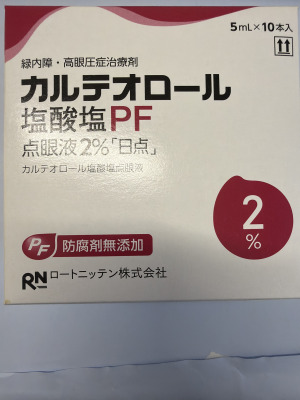 5mL×10本入
緑内障・高眼圧症治療剤
カルテオロール
塩酸塩PF
点眼液2%「日点」
カルテオロール塩酸塩点眼液
2
%
PF 防腐剤無添加
RN ロートニッテン株式会社